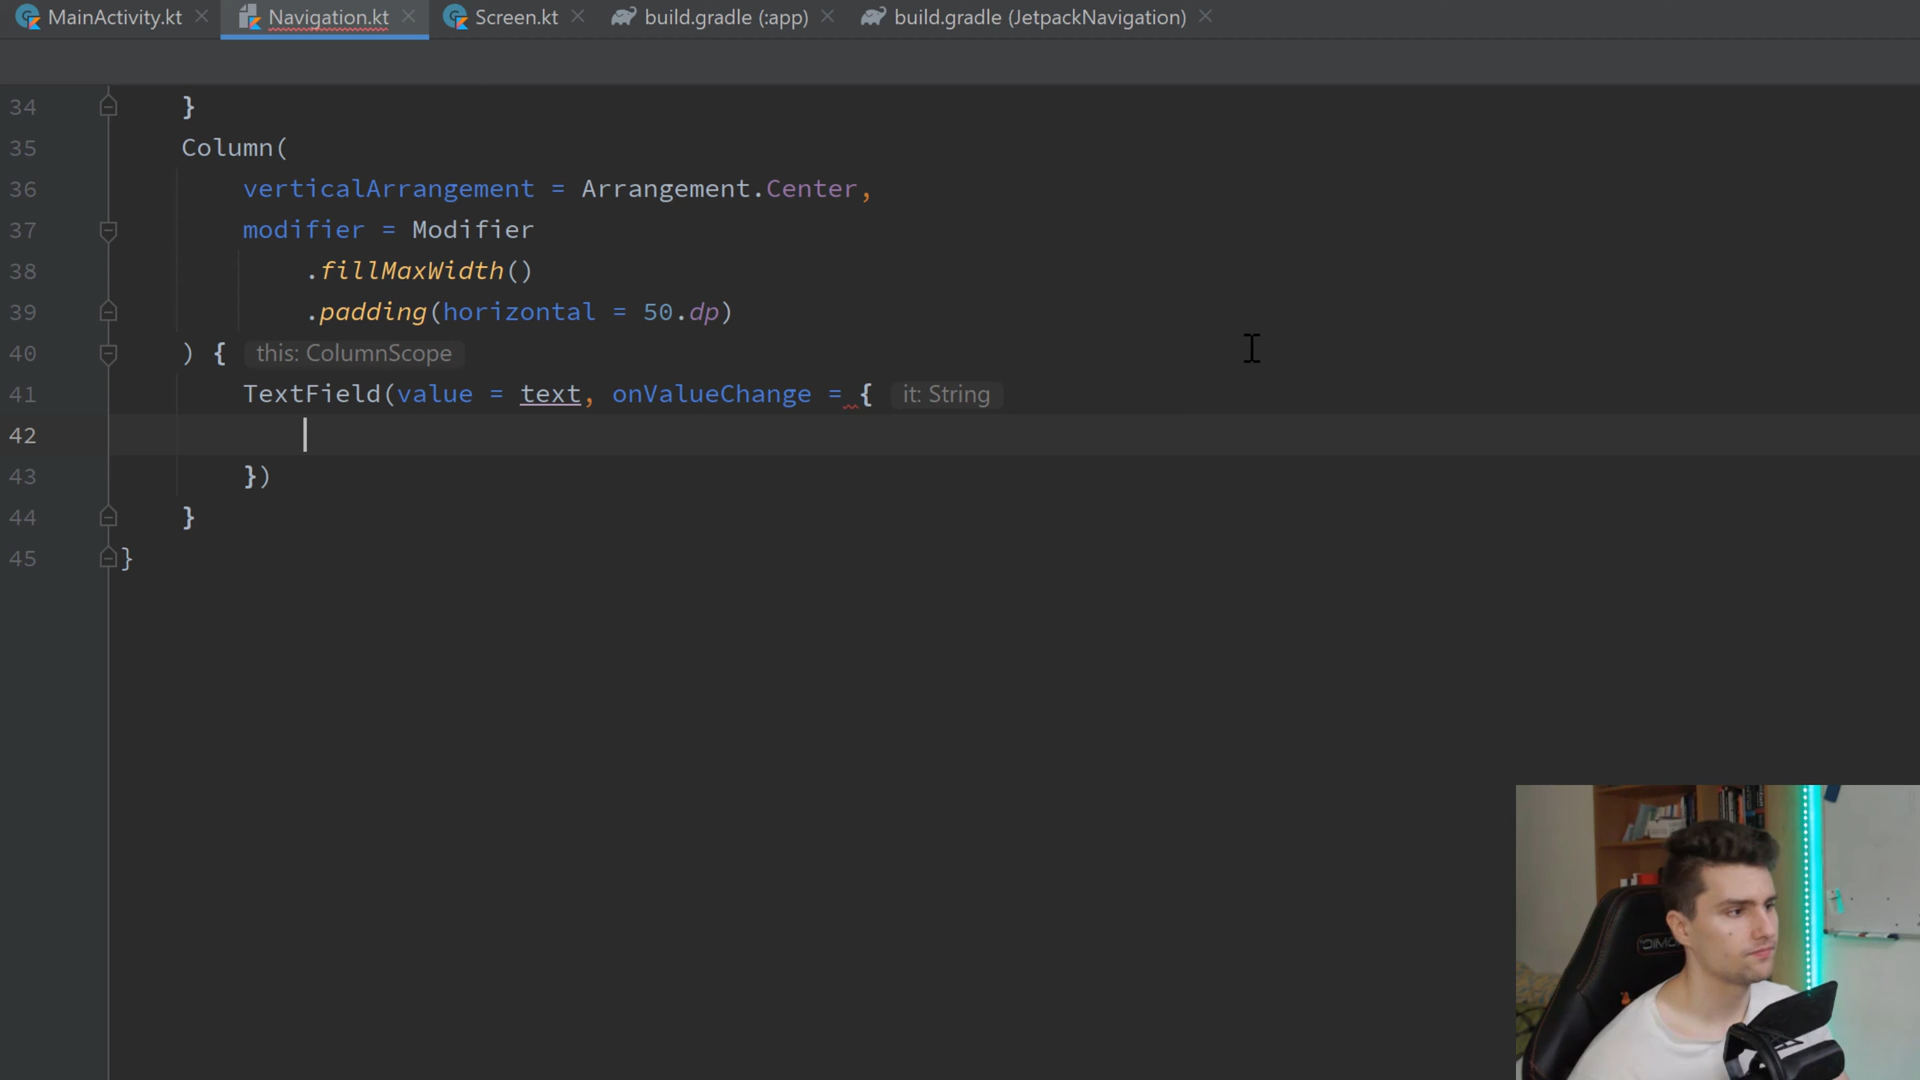 MainActivity.kt Navigation.kt Screen.kt build.gradle (:app) build.gradle (JetpackNavigation)
34 }
35 Column(
36 verticalArrangement = Arrangement.Center,
37 modifier = Modifier
38 .fillMaxWidth()
39 .padding(horizontal = 50.dp)
40 ) { this: ColumnScope
41 TextField(value = text, onValueChange = { it: String
42
43 })
44 }
45 }